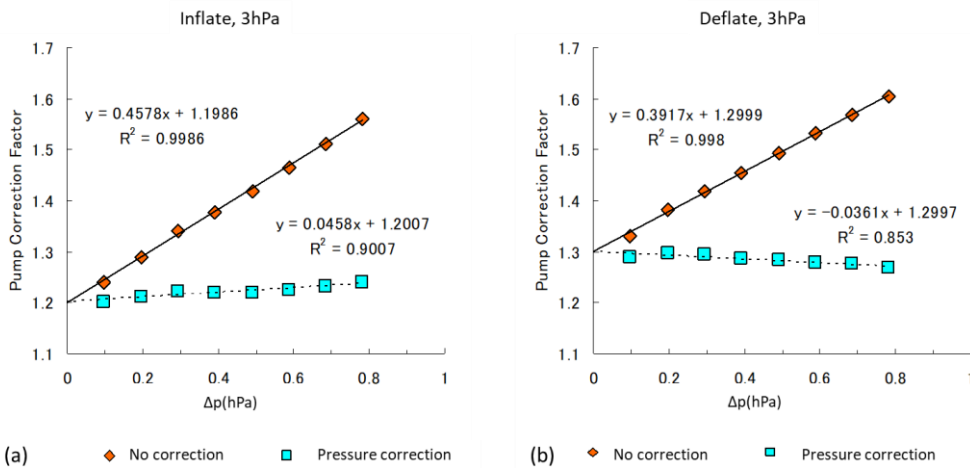 Inflate, 3hPa
Pump Correction Factor
1.7
1.6
1.5
1.4
1.3
1.2
1.1
y = 0.4578x + 1.1986
R² = 0.9986
y = 0.0458x + 1.2007
R² = 0.9007
0 0.2 0.4 0.6 0.8 1
Δp(hPa)
(a) No correction Pressure correction
Deflate, 3hPa
Pump Correction Factor
1.7
1.6
1.5
1.4
1.3
1.2
1.1
y = 0.3917x + 1.2999
R² = 0.998
y = −0.0361x + 1.2997
R² = 0.853
0 0.2 0.4 0.6 0.8 1
Δp(hPa)
(b) No correction Pressure correction